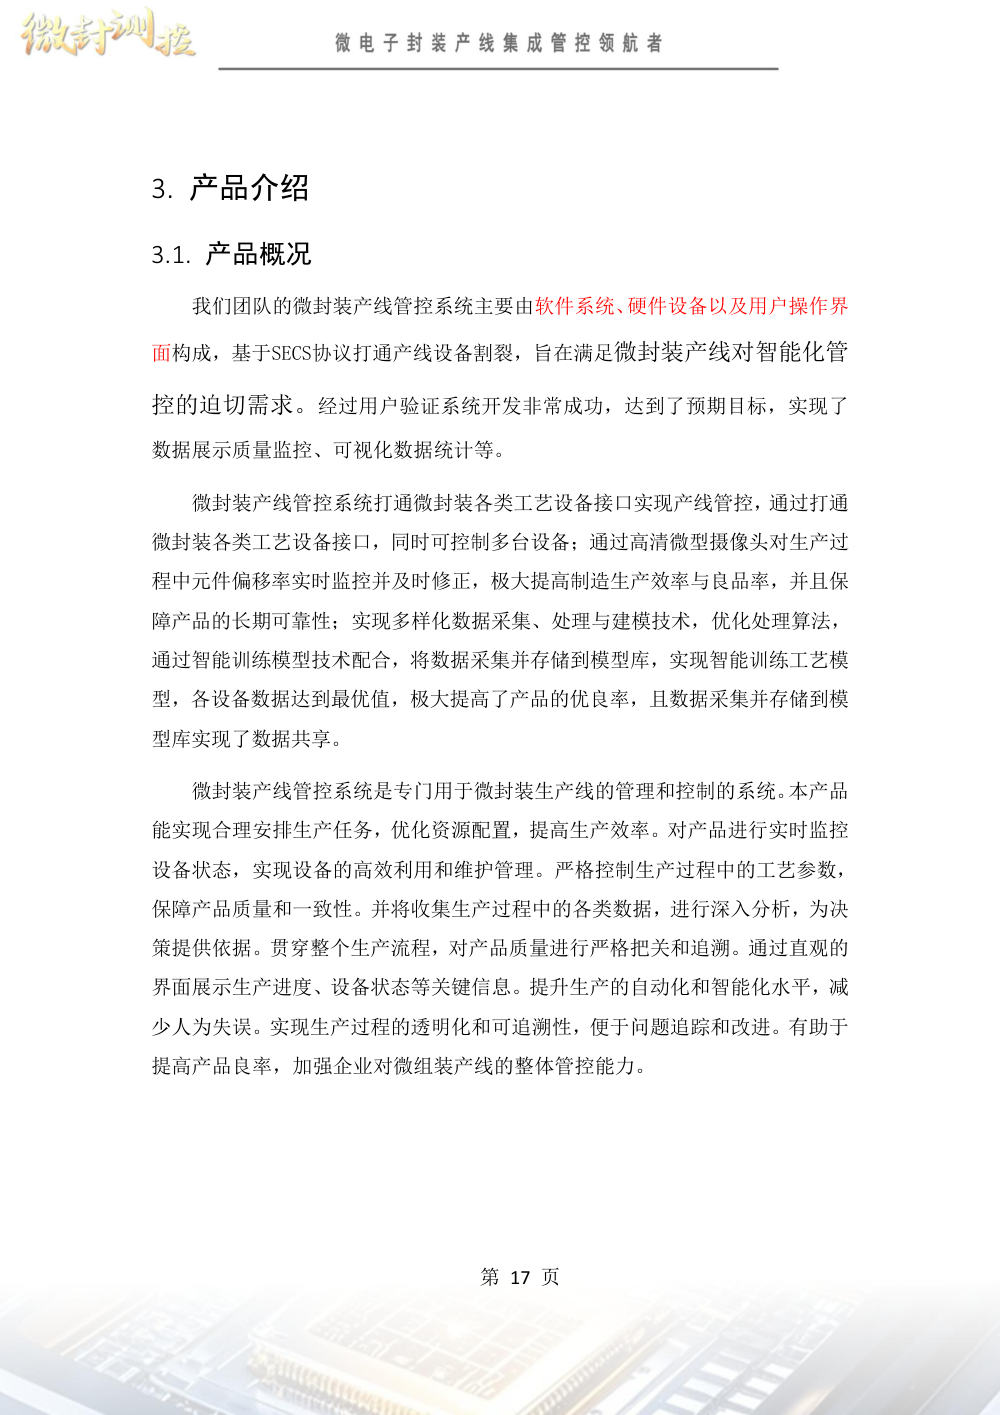 微封训控
微电子封装产线集成管控领航者
3. 产品介绍
3.1. 产品概况
我们团队的微封装产线管控系统主要由软件系统、硬件设备以及用户操作界
面构成，基于SECS协议打通产线设备割裂，旨在满足微封装产线对智能化管
控的迫切需求。经过用户验证系统开发非常成功，达到了预期目标，实现了
数据展示质量监控、可视化数据统计等。
微封装产线管控系统打通微封装各类工艺设备接口实现产线管控，通过打通
微封装各类工艺设备接口，同时可控制多台设备；通过高清微型摄像头对生产过
程中元件偏移率实时监控并及时修正，极大提高制造生产效率与良品率，并且保
障产品的长期可靠性；实现多样化数据采集、处理与建模技术，优化处理算法，
通过智能训练模型技术配合，将数据采集并存储到模型库，实现智能训练工艺模
型，各设备数据达到最优值，极大提高了产品的优良率，且数据采集并存储到模
型库实现了数据共享。
微封装产线管控系统是专门用于微封装生产线的管理和控制的系统。本产品
能实现合理安排生产任务，优化资源配置，提高生产效率。对产品进行实时监控
设备状态，实现设备的高效利用和维护管理。严格控制生产过程中的工艺参数，
保障产品质量和一致性。并将收集生产过程中的各类数据，进行深入分析，为决
策提供依据。贯穿整个生产流程，对产品质量进行严格把关和追溯。通过直观的
界面展示生产进度、设备状态等关键信息。提升生产的自动化和智能化水平，减
少人为失误。实现生产过程的透明化和可追溯性，便于问题追踪和改进。有助于
提高产品良率，加强企业对微组装产线的整体管控能力。
第 17 页